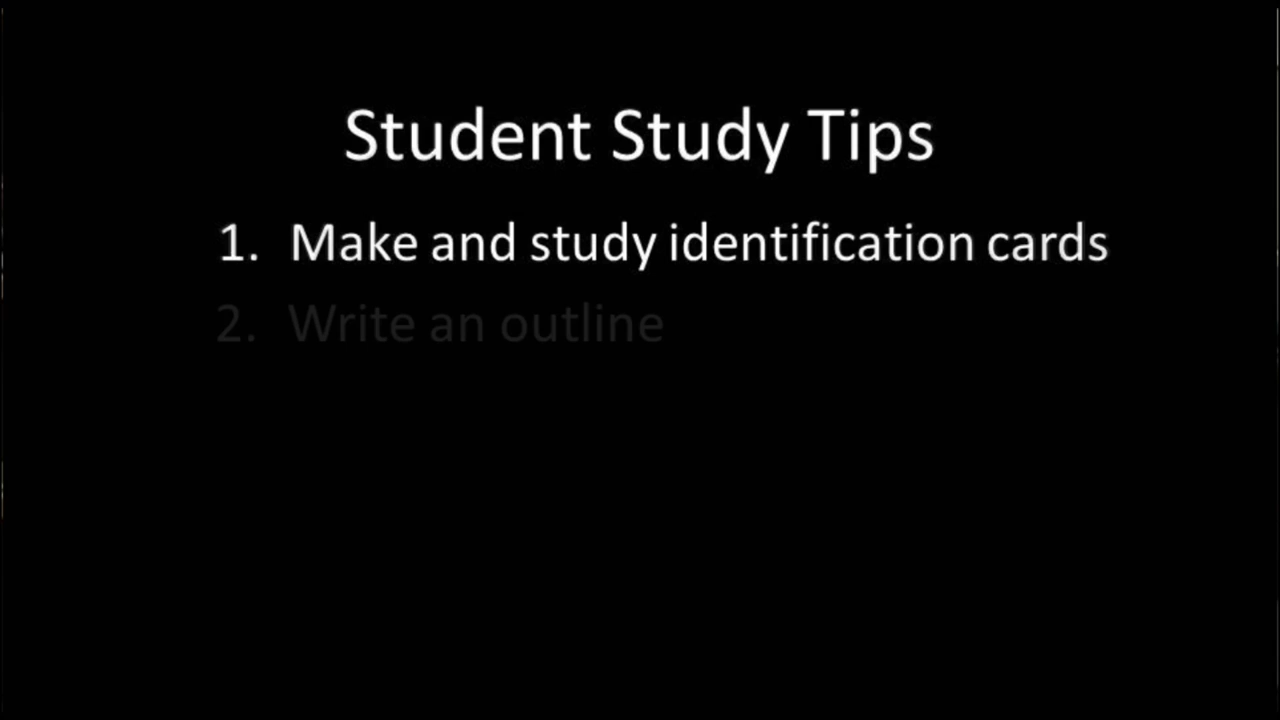 Student Study Tips
1. Make and study identification cards
2. Write an outline